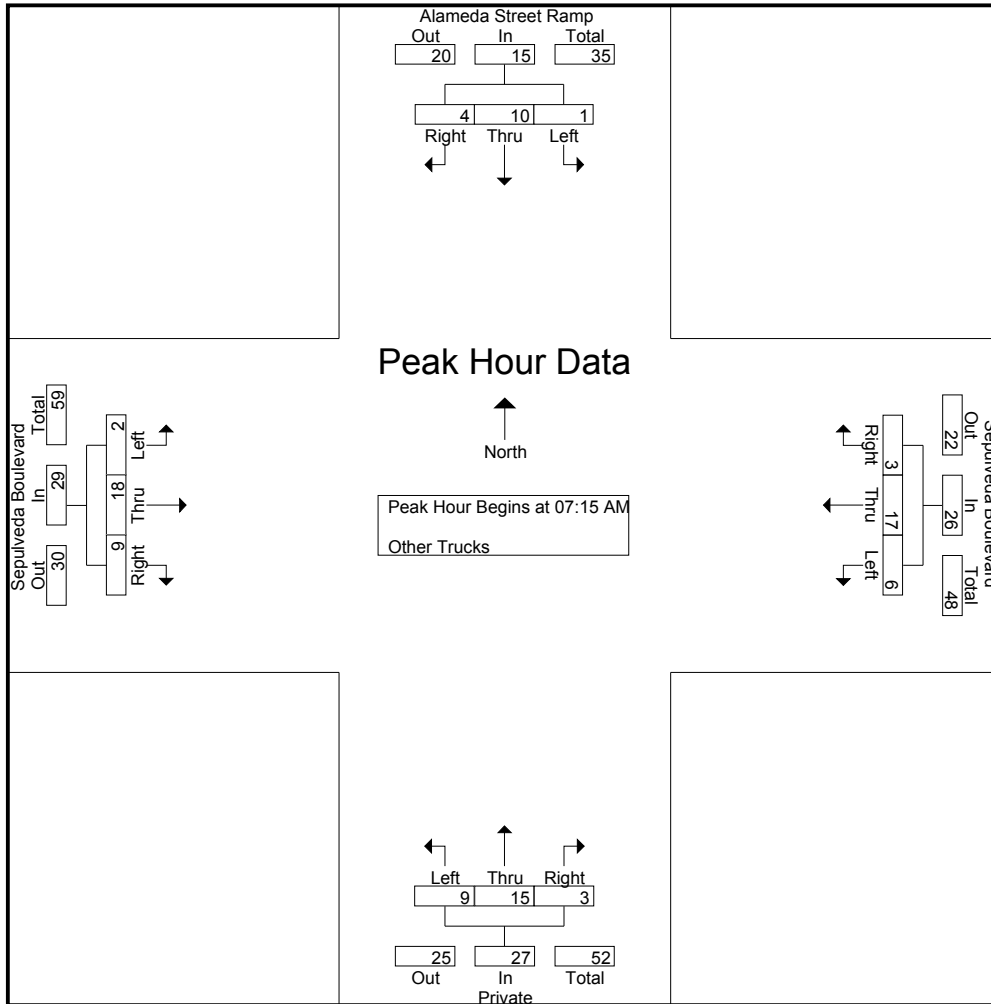 Alameda Street Ramp
Out In Total
20 15 35
4 10 1
Right Thru Left
Peak Hour Data
North
Peak Hour Begins at 07:15 AM
Other Trucks
Sepulveda Boulevard
Total In Out
59 29 30
2 18 9
Left Thru Right
Sepulveda Boulevard
Out In Total
22 26 48
3 17 6
Right Thru Left
Left Thru Right
9 15 3
25 27 52
Out In Total
Private